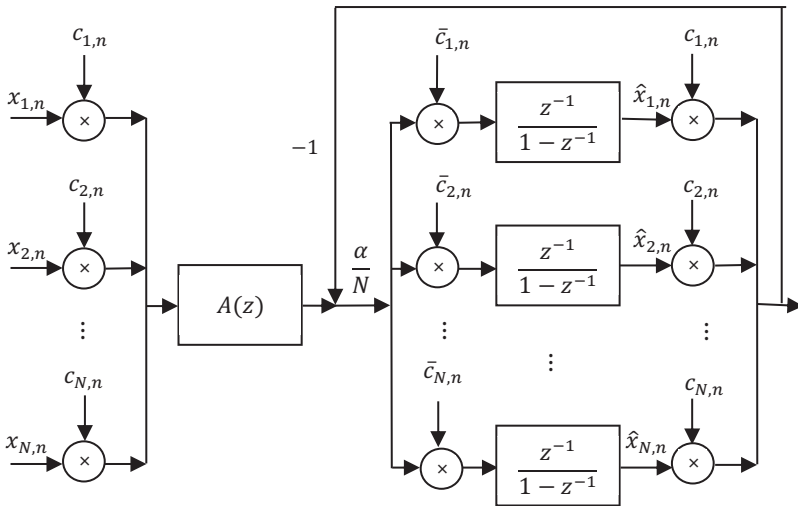 c_{1,n}
x_{1,n}
×
c_{2,n}
x_{2,n}
×
⋮
c_{N,n}
x_{N,n}
×
A(z)
−1
α/N
c̄_{1,n}
×
z^{-1}/(1 − z^{-1})
x̂_{1,n}
c_{1,n}
×
c̄_{2,n}
×
z^{-1}/(1 − z^{-1})
x̂_{2,n}
c_{2,n}
×
⋮
⋮
⋮
c̄_{N,n}
×
z^{-1}/(1 − z^{-1})
x̂_{N,n}
c_{N,n}
×